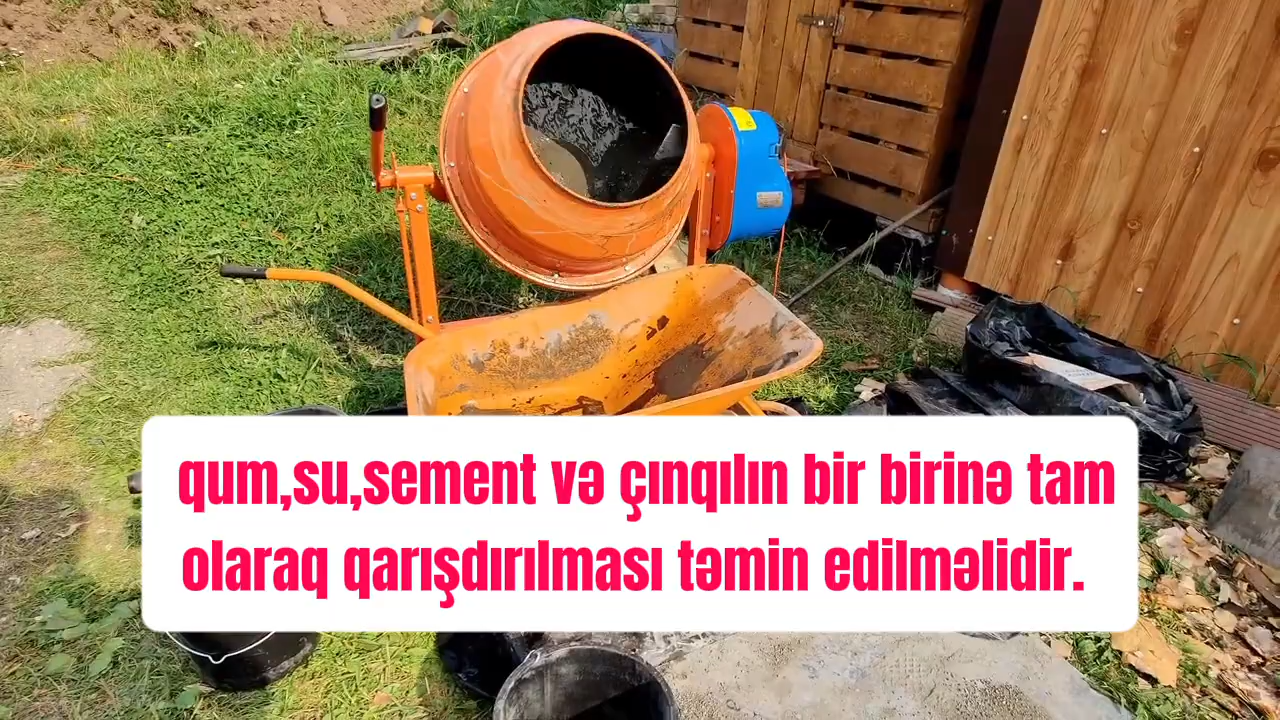 qum,su,sement və çınqılın bir birinə tam
olaraq qarışdırılması təmin edilməlidir.